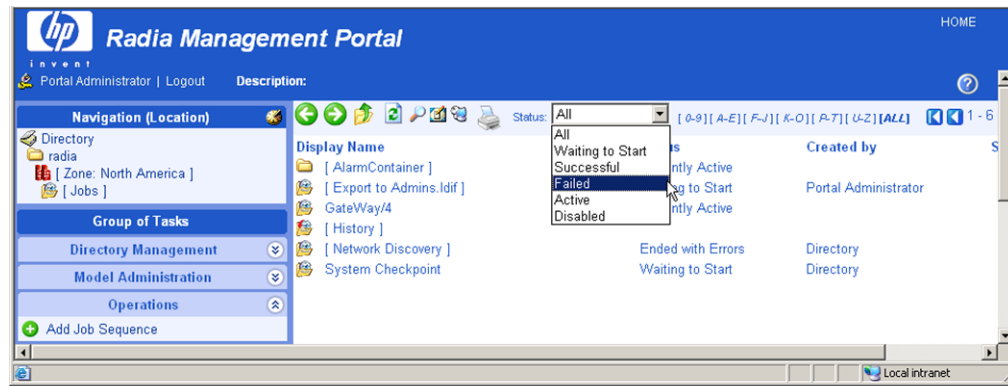 HOME
hp
Radia Management Portal
invent
Portal Administrator | Logout Description:
Navigation (Location)
Directory
radia
[ Zone: North America ]
[ Jobs ]
Group of Tasks
Directory Management
Model Administration
Operations
Add Job Sequence
Status: All [ 0-9 ] [ A-E ] [ F-J ] [ K-O ] [ P-T ] [ U-Z ] [ALL] 1 - 6
All
Waiting to Start
Successful
Failed
Active
Disabled
Display Name Created by
[ AlarmContainer ]
[ Export to Admins.ldif ] to Start Portal Administrator
GateWay/4 Active
[ History ]
[ Network Discovery ] Ended with Errors Directory
System Checkpoint Waiting to Start Directory
Local intranet